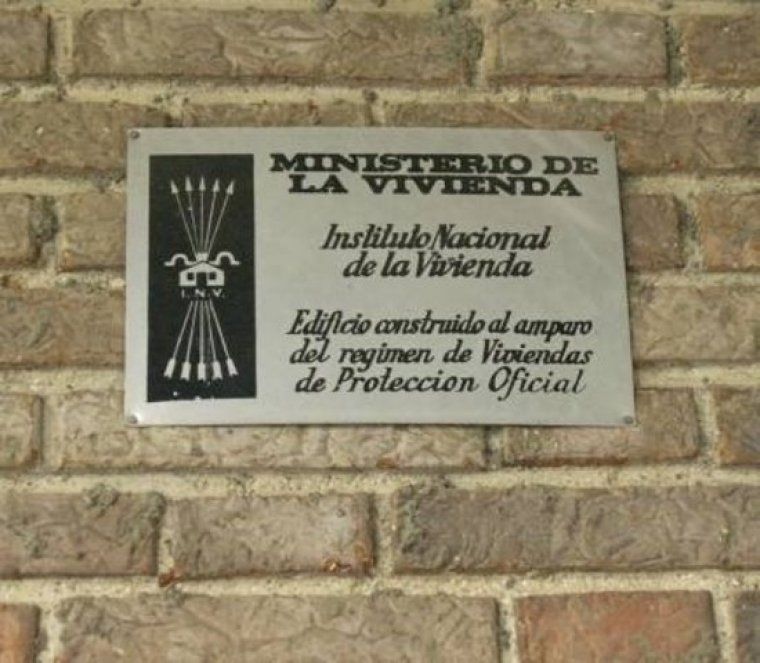 MINISTERIO DE
LA VIVIENDA
Instituto Nacional
de la Vivienda
I.N.V.
Edificio construido al amparo
del regimen de Viviendas
de Proteccion Oficial